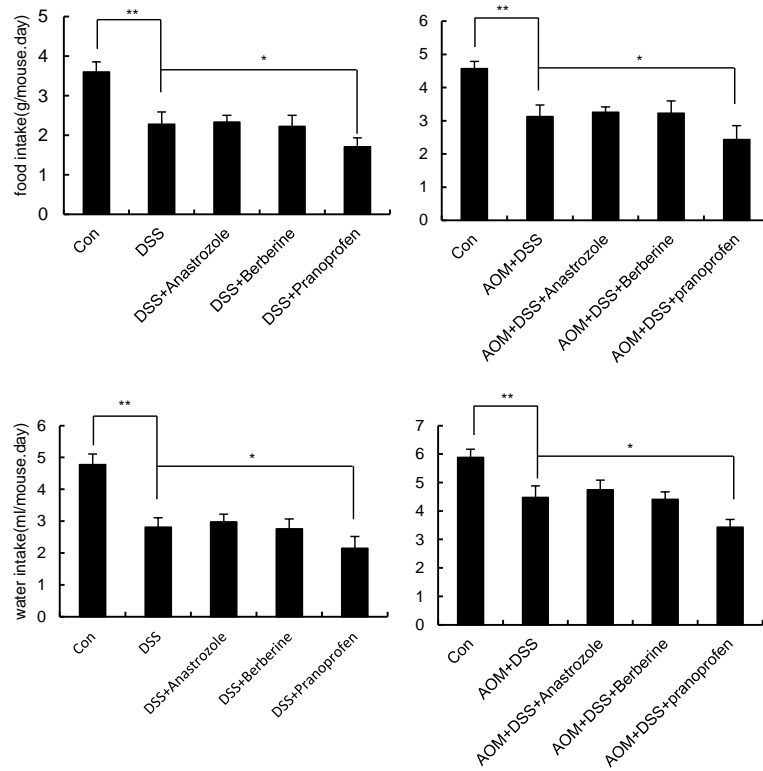 **
*
food intake(g/mouse.day)
5
4
3
2
1
0
Con
DSS
DSS+Anastrozole
DSS+Berberine
DSS+Pranoprofen
**
*
6
5
4
3
2
1
0
Con
AOM+DSS
AOM+DSS+Anastrozole
AOM+DSS+Berberine
AOM+DSS+pranoprofen
**
*
water intake(ml/mouse.day)
6
5
4
3
2
1
0
Con
DSS
DSS+Anastrozole
DSS+Berberine
DSS+Pranoprofen
**
*
7
6
5
4
3
2
1
0
Con
AOM+DSS
AOM+DSS+Anastrozole
AOM+DSS+Berberine
AOM+DSS+pranoprofen